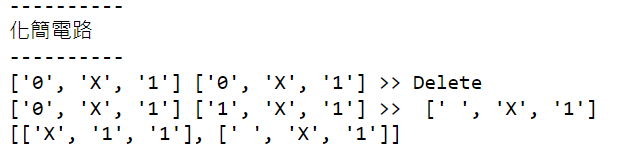 ----------
化簡電路
----------
['0', 'X', '1'] ['0', 'X', '1'] >> Delete
['0', 'X', '1'] ['1', 'X', '1'] >>  [' ', 'X', '1']
[['X', '1', '1'], [' ', 'X', '1']]